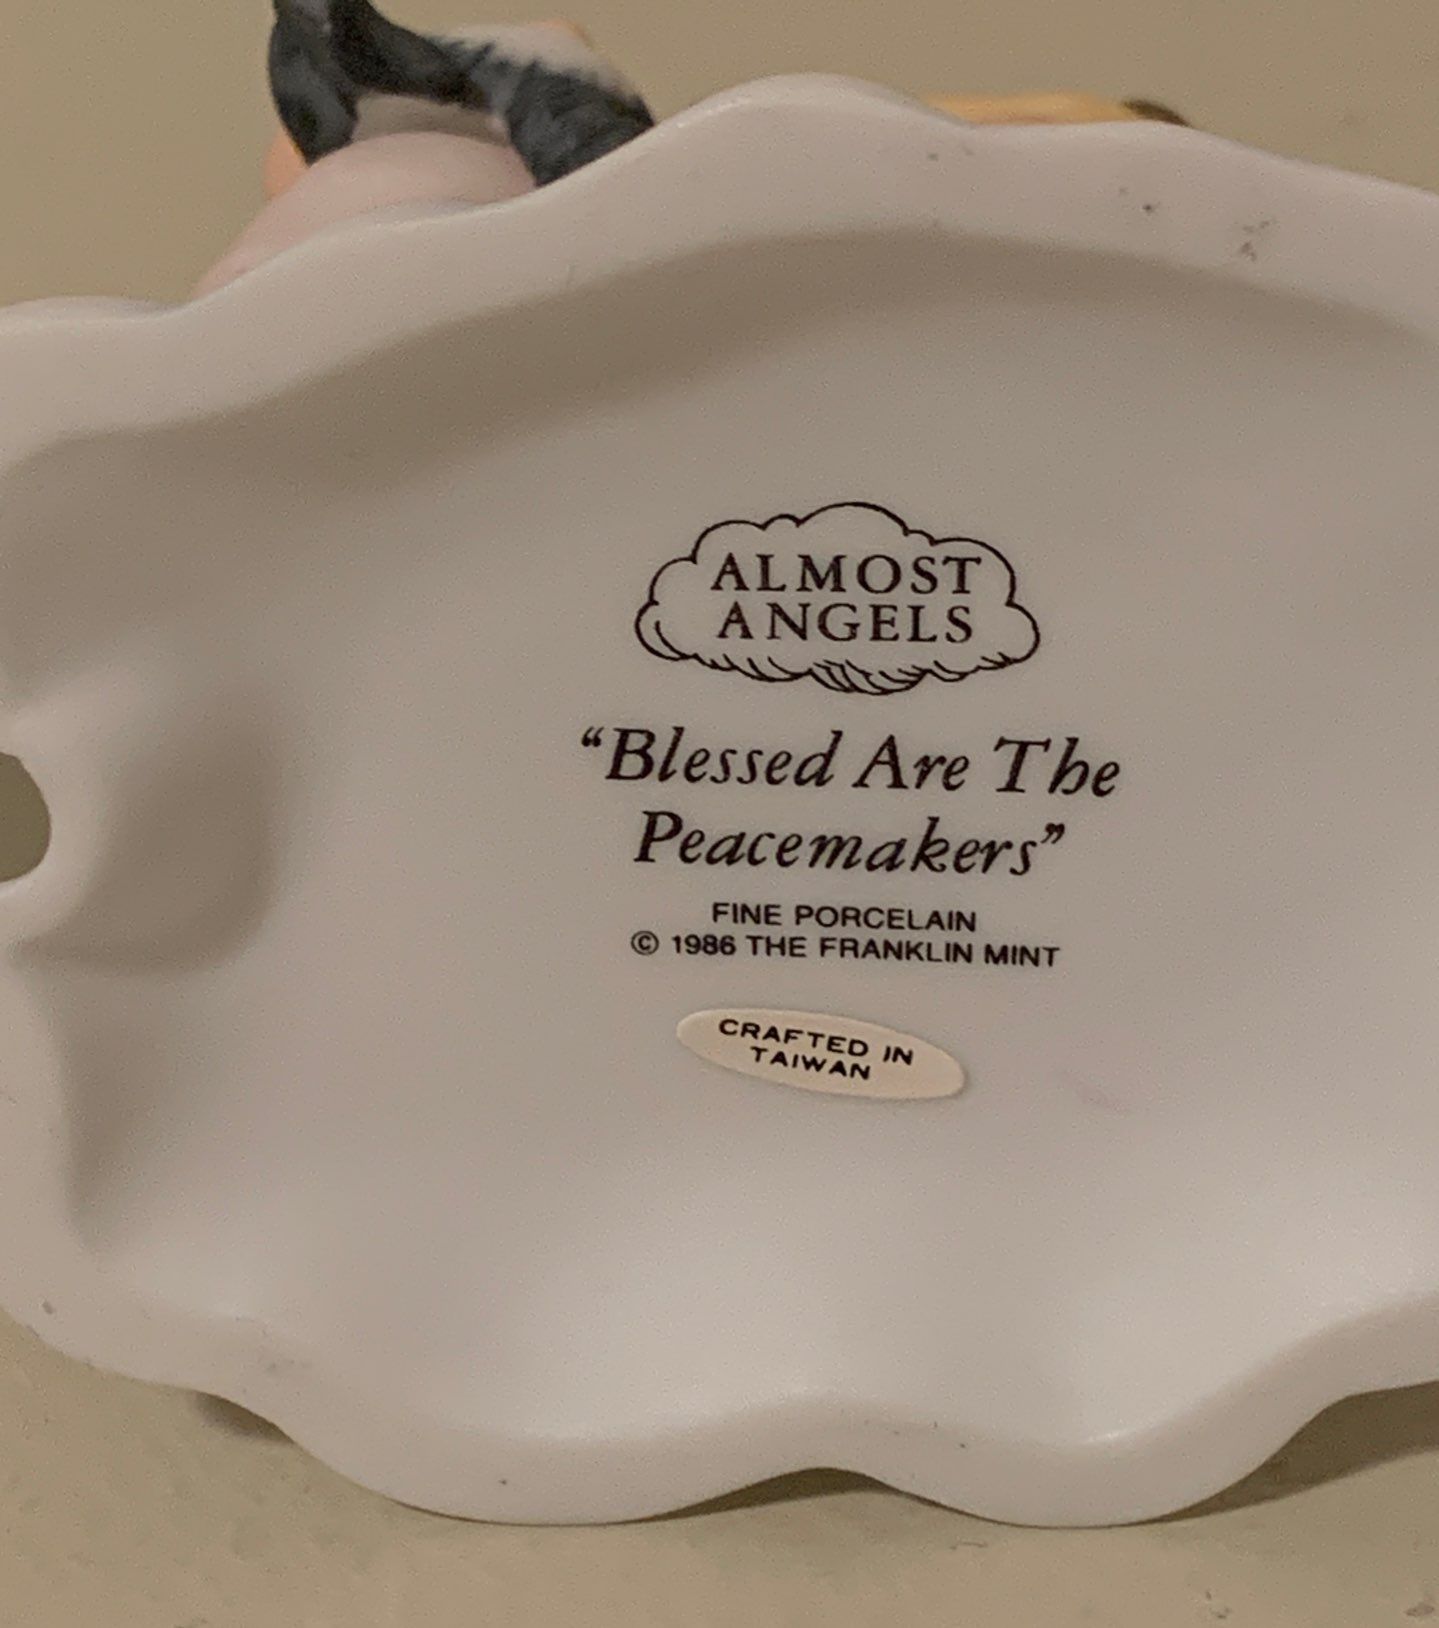 ALMOST
ANGELS
“Blessed Are The
Peacemakers”
FINE PORCELAIN
© 1986 THE FRANKLIN MINT
CRAFTED IN
TAIWAN